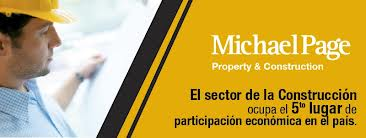 Michael Page
Property & Construction
El sector de la Construcción
ocupa el 5to lugar de
participación económica en el país.